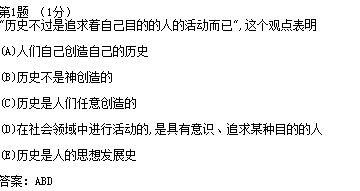 第1题 （1分）
"历史不过是追求着自己目的的人的活动而已",这个观点表明
(A)人们自己创造自己的历史
(B)历史不是神创造的
(C)历史是人们任意创造的
(D)在社会领域中进行活动的,是具有意识、追求某种目的的人
(E)历史是人的思想发展史
答案: ABD